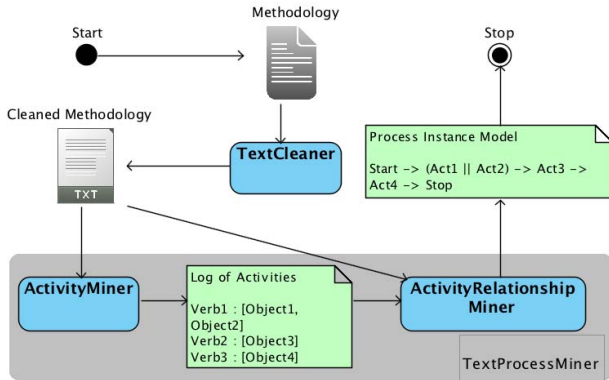 Methodology
Start
Stop
Cleaned Methodology
TextCleaner
TXT
Process Instance Model
Start -> (Act1 || Act2) -> Act3 ->
Act4 -> Stop
ActivityMiner
Log of Activities
Verb1 : [Object1,
Object2]
Verb2 : [Object3]
Verb3 : [Object4]
ActivityRelationship
Miner
TextProcessMiner